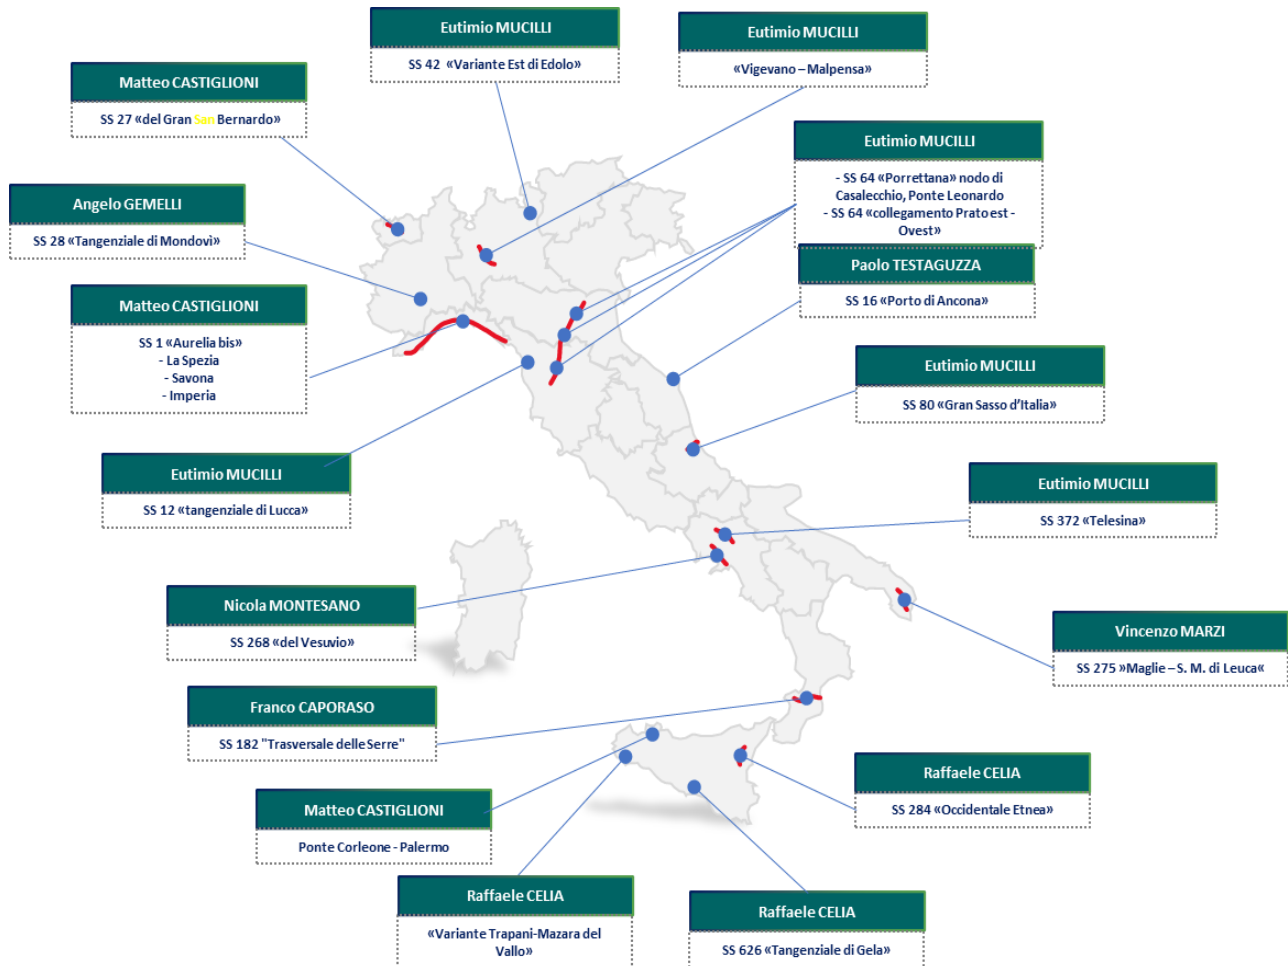 Eutimio MUCILLI
SS 42 «Variante Est di Edolo»
Eutimio MUCILLI
«Vigevano – Malpensa»
Matteo CASTIGLIONI
SS 27 «del Gran San Bernardo»
Eutimio MUCILLI
- SS 64 «Porrettana» nodo di
Casalecchio, Ponte Leonardo
- SS 64 «collegamento Prato est -
Ovest»
Angelo GEMELLI
SS 28 «Tangenziale di Mondovì»
Paolo TESTAGUZZA
SS 16 «Porto di Ancona»
Matteo CASTIGLIONI
SS 1 «Aurelia bis»
- La Spezia
- Savona
- Imperia
Eutimio MUCILLI
SS 80 «Gran Sasso d'Italia»
Eutimio MUCILLI
SS 12 «tangenziale di Lucca»
Eutimio MUCILLI
SS 372 «Telesina»
Nicola MONTESANO
SS 268 «del Vesuvio»
Vincenzo MARZI
SS 275 »Maglie – S. M. di Leuca«
Franco CAPORASO
SS 182 "Trasversale delle Serre"
Raffaele CELIA
SS 284 «Occidentale Etnea»
Matteo CASTIGLIONI
Ponte Corleone - Palermo
Raffaele CELIA
«Variante Trapani-Mazara del
Vallo»
Raffaele CELIA
SS 626 «Tangenziale di Gela»